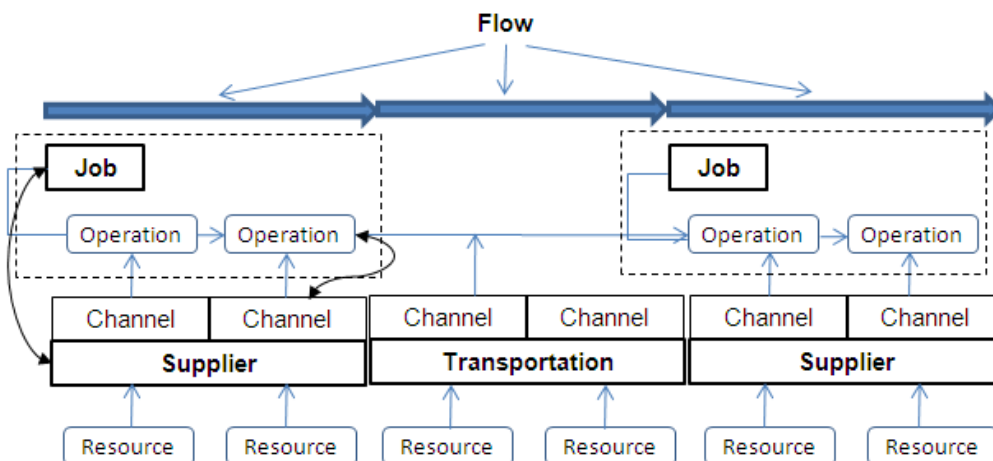 Flow
Job Job
Operation Operation Operation Operation
Channel Channel Channel Channel Channel Channel
Supplier Transportation Supplier
Resource Resource Resource Resource Resource Resource